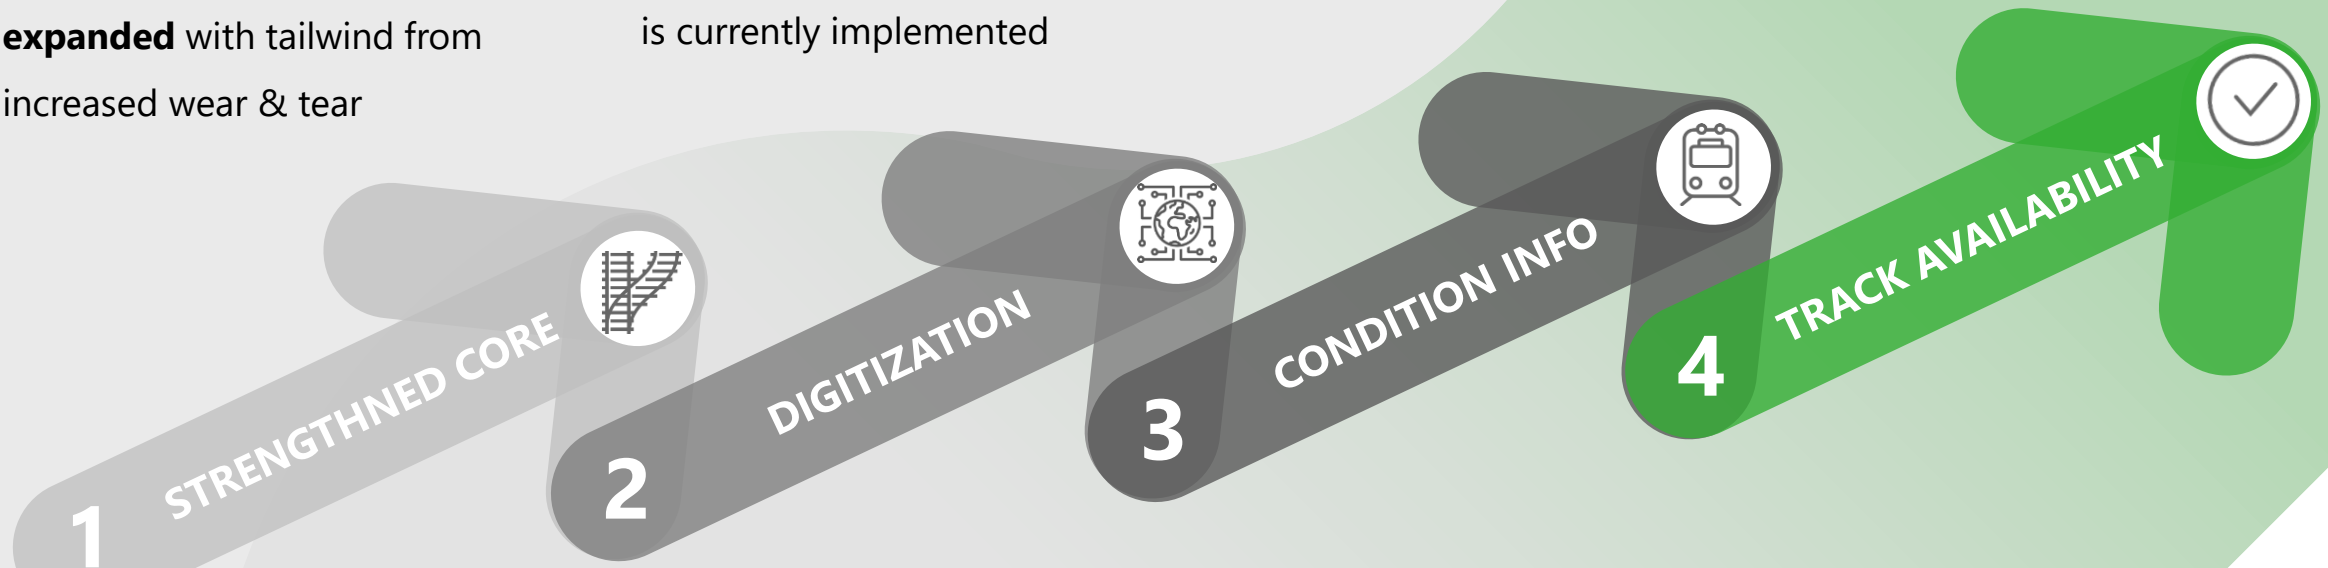 expanded with tailwind from
increased wear & tear
is currently implemented
1
STRENGTHNED CORE
2
DIGITIZATION
3
CONDITION INFO
4
TRACK AVAILABILITY